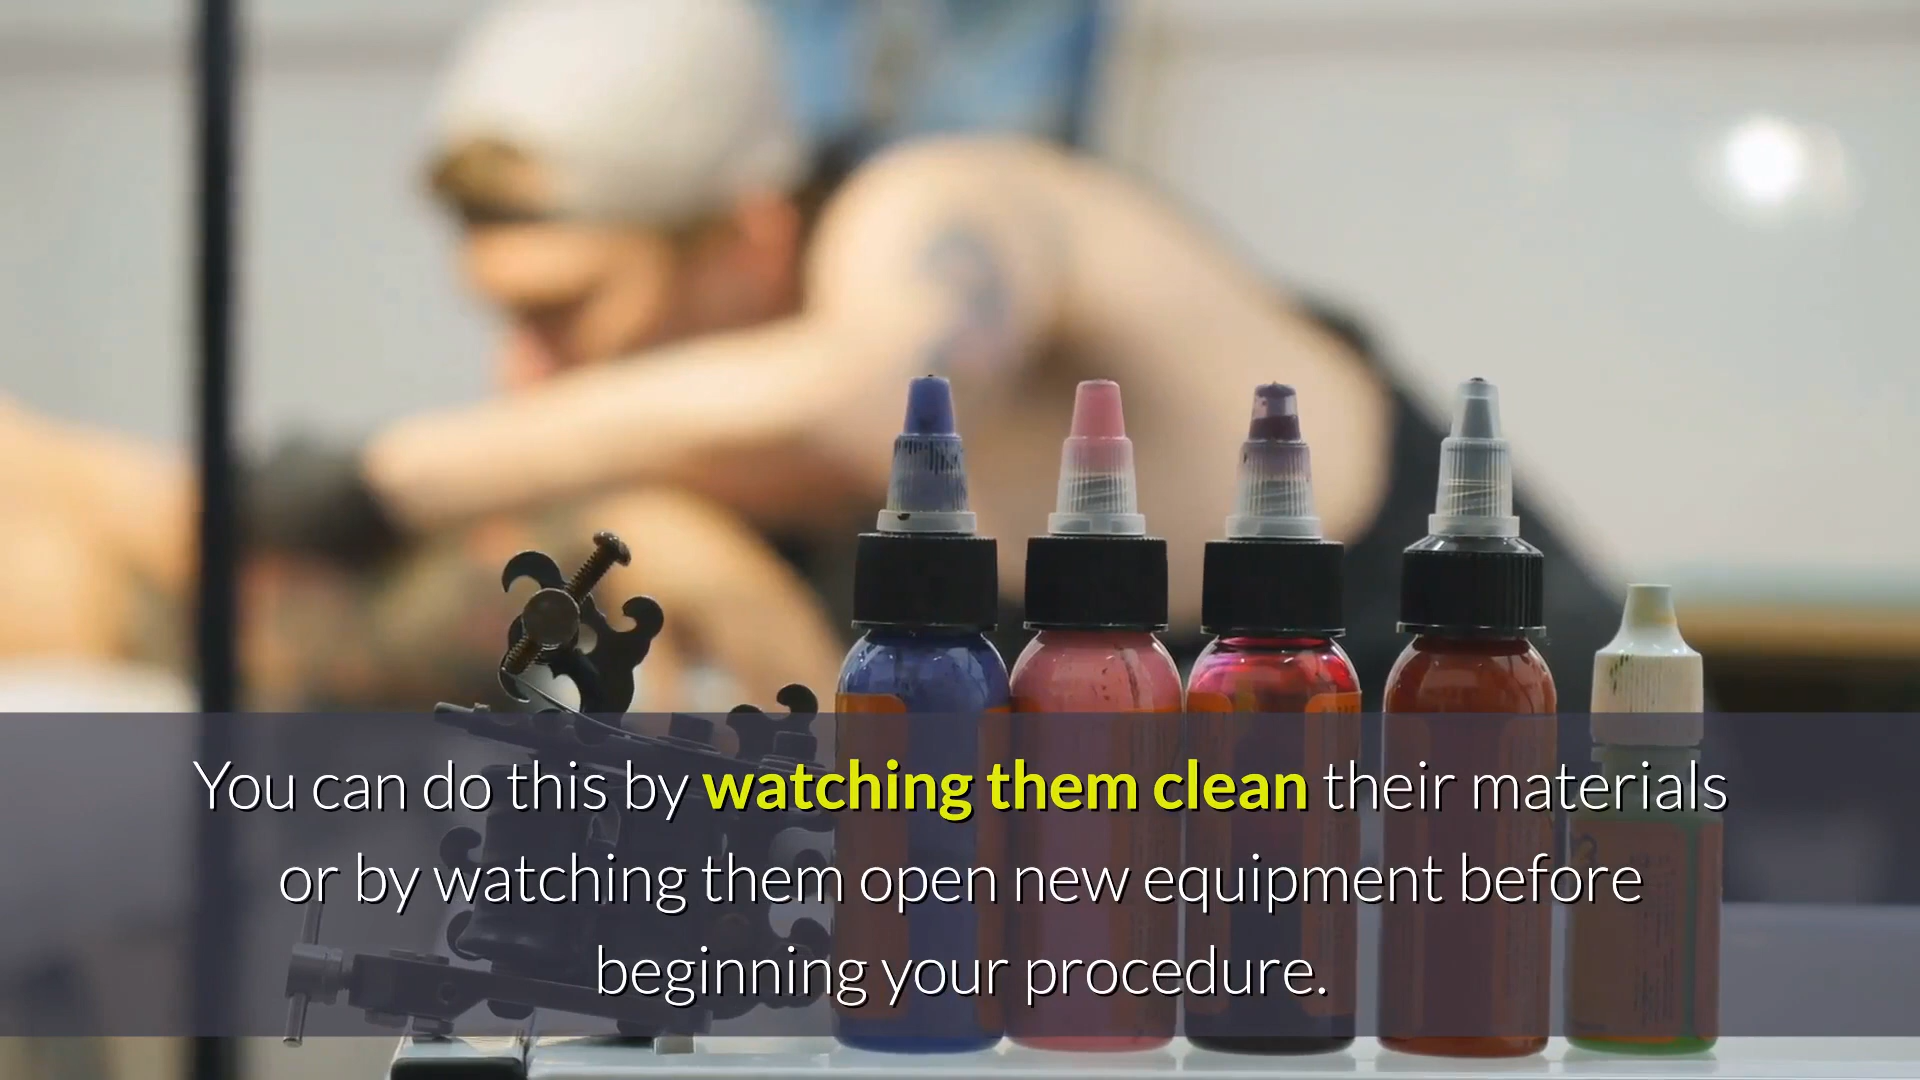 You can do this by watching them clean their materials
or by watching them open new equipment before
beginning your procedure.